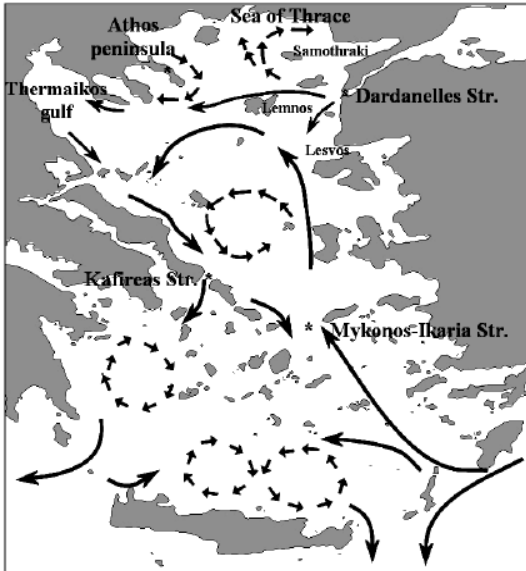 Sea of Thrace
Athos
peninsula
Samothraki
Thermaikos
gulf
Lemnos
* Dardanelles Str.
Lesvos
Kafireas Str. *
* Mykonos-Ikaria Str.